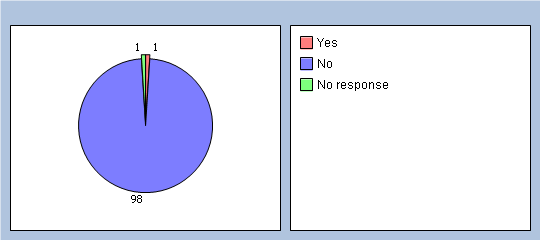 1 1
98
Yes
No
No response